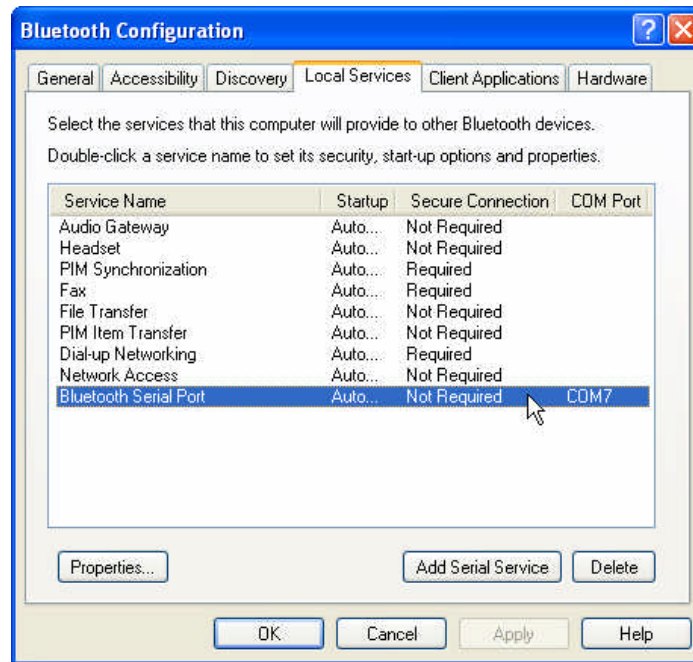 Bluetooth Configuration
General Accessibility Discovery Local Services Client Applications Hardware
Select the services that this computer will provide to other Bluetooth devices.
Double-click a service name to set its security, start-up options and properties.
Service Name Startup Secure Connection COM Port
Audio Gateway Auto... Not Required
Headset Auto... Not Required
PIM Synchronization Auto... Required
Fax Auto... Required
File Transfer Auto... Not Required
PIM Item Transfer Auto... Not Required
Dial-up Networking Auto... Required
Network Access Auto... Not Required
Bluetooth Serial Port Auto... Not Required COM7
Properties... Add Serial Service Delete
OK Cancel Apply Help